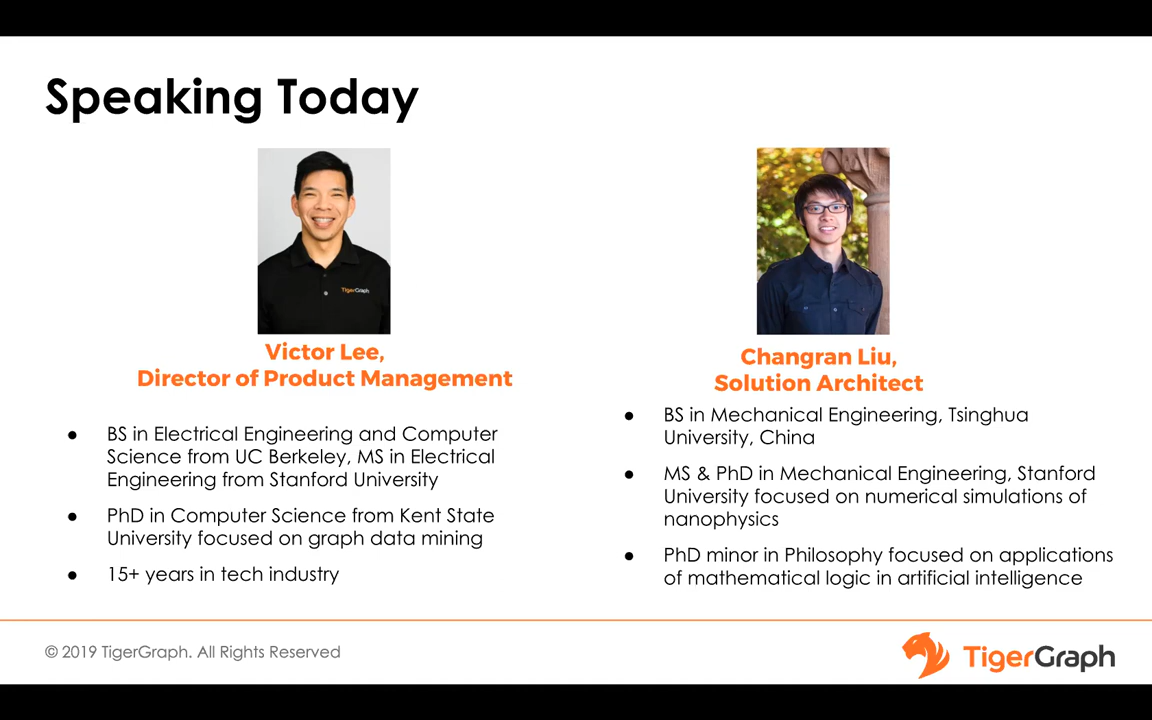 Speaking Today
TigerGraph
Victor Lee,
Director of Product Management
● BS in Electrical Engineering and Computer
Science from UC Berkeley, MS in Electrical
Engineering from Stanford University
● PhD in Computer Science from Kent State
University focused on graph data mining
● 15+ years in tech industry
Changran Liu,
Solution Architect
● BS in Mechanical Engineering, Tsinghua
University, China
● MS & PhD in Mechanical Engineering, Stanford
University focused on numerical simulations of
nanophysics
● PhD minor in Philosophy focused on applications
of mathematical logic in artificial intelligence
© 2019 TigerGraph. All Rights Reserved
TigerGraph